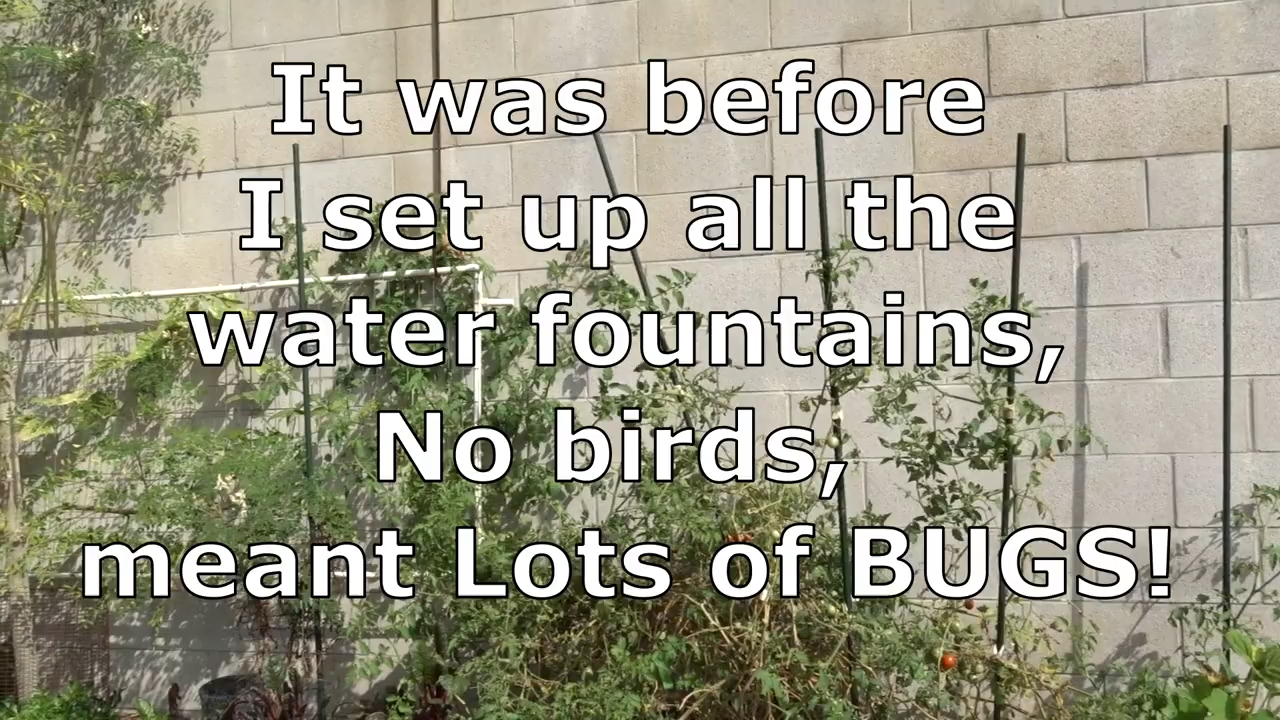 It was before
I set up all the
water fountains,
No birds,
meant Lots of BUGS!